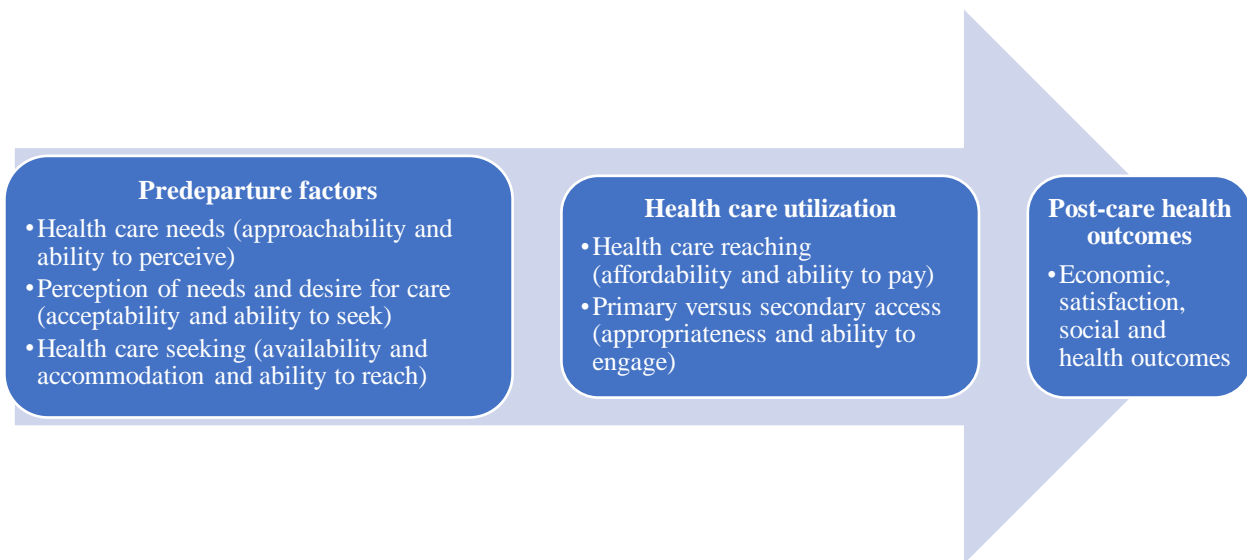 Predeparture factors
•Health care needs (approachability and
ability to perceive)
•Perception of needs and desire for care
(acceptability and ability to seek)
•Health care seeking (availability and
accommodation and ability to reach)
Health care utilization
•Health care reaching
(affordability and ability to pay)
•Primary versus secondary access
(appropriateness and ability to
engage)
Post-care health
outcomes
•Economic,
satisfaction,
social and
health outcomes